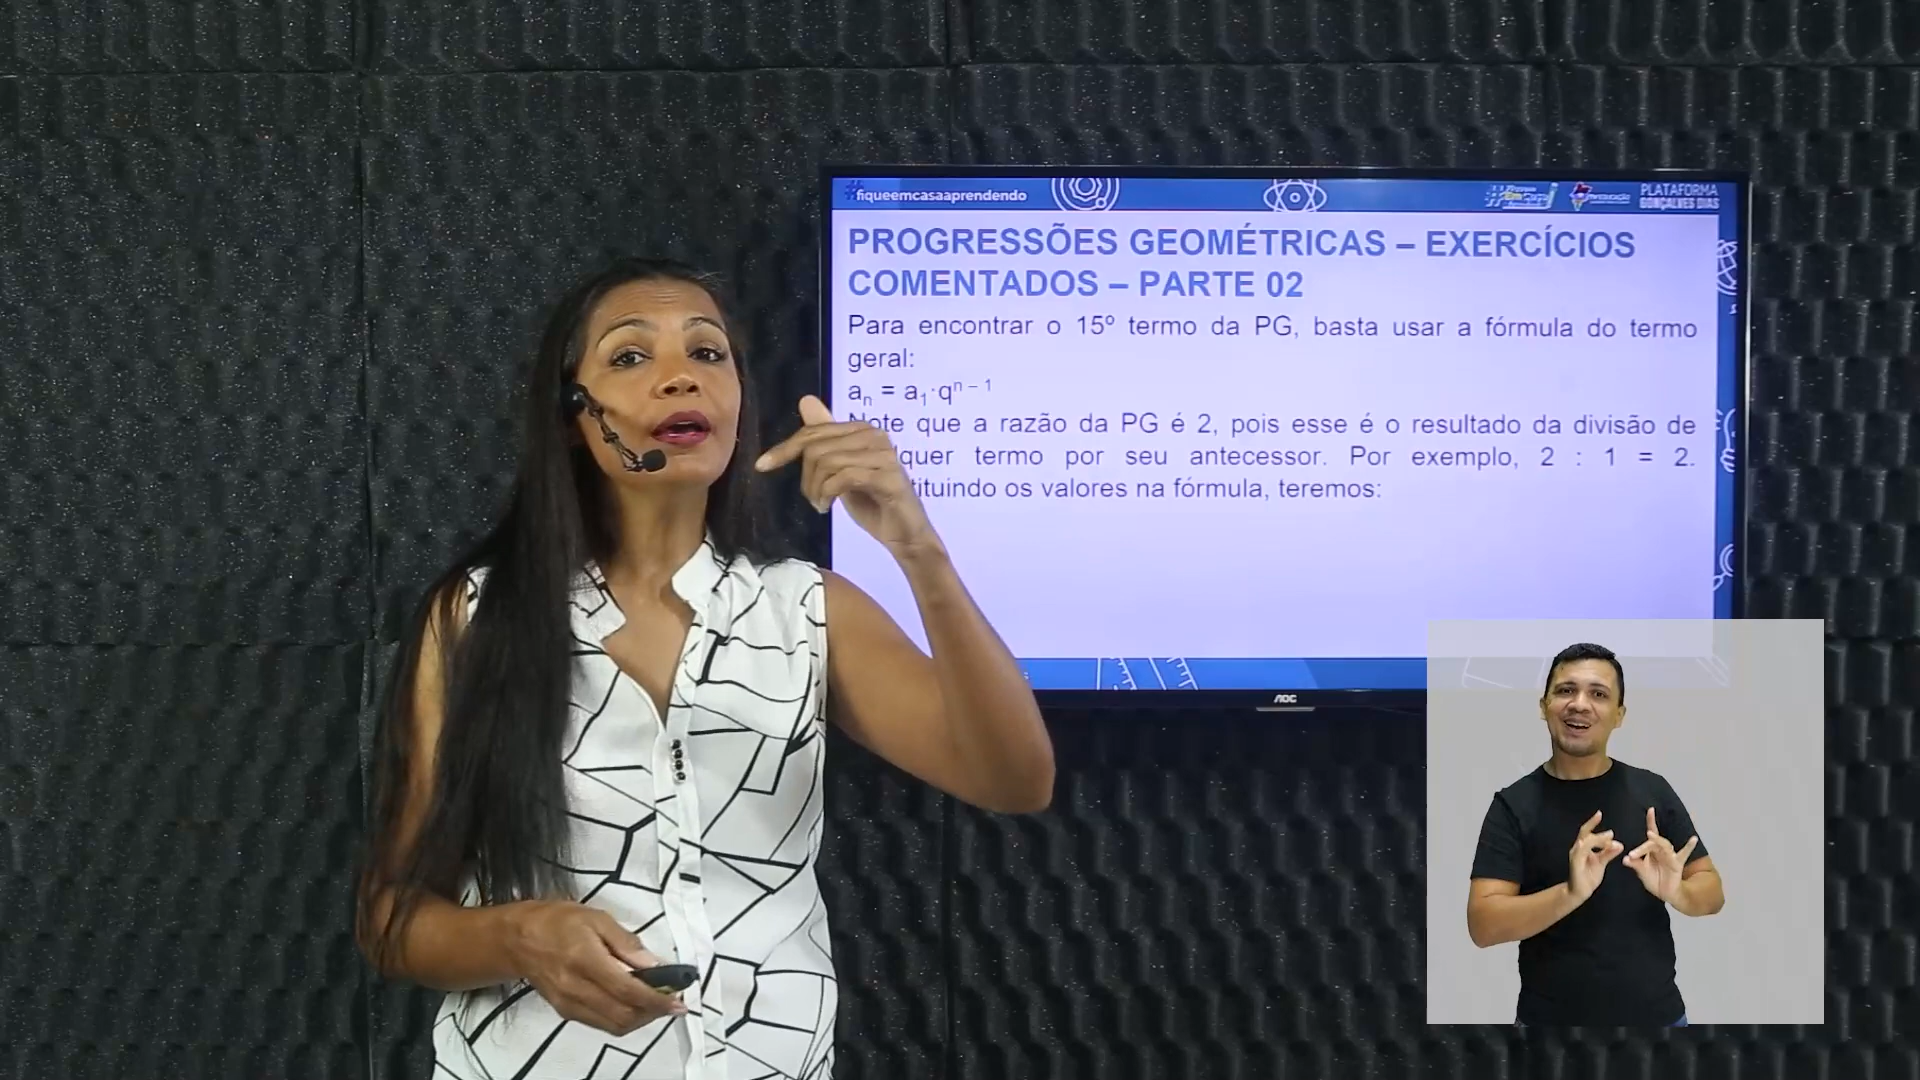 #fiqueemcasaaprendendo
PLATAFORMA
GONÇALVES DIAS
PROGRESSÕES GEOMÉTRICAS – EXERCÍCIOS
COMENTADOS – PARTE 02
Para encontrar o 15º termo da PG, basta usar a fórmula do termo
geral:
aₙ = a₁·qⁿ⁻¹
Note que a razão da PG é 2, pois esse é o resultado da divisão de
lquer termo por seu antecessor. Por exemplo, 2 : 1 = 2.
tituindo os valores na fórmula, teremos:
AOC